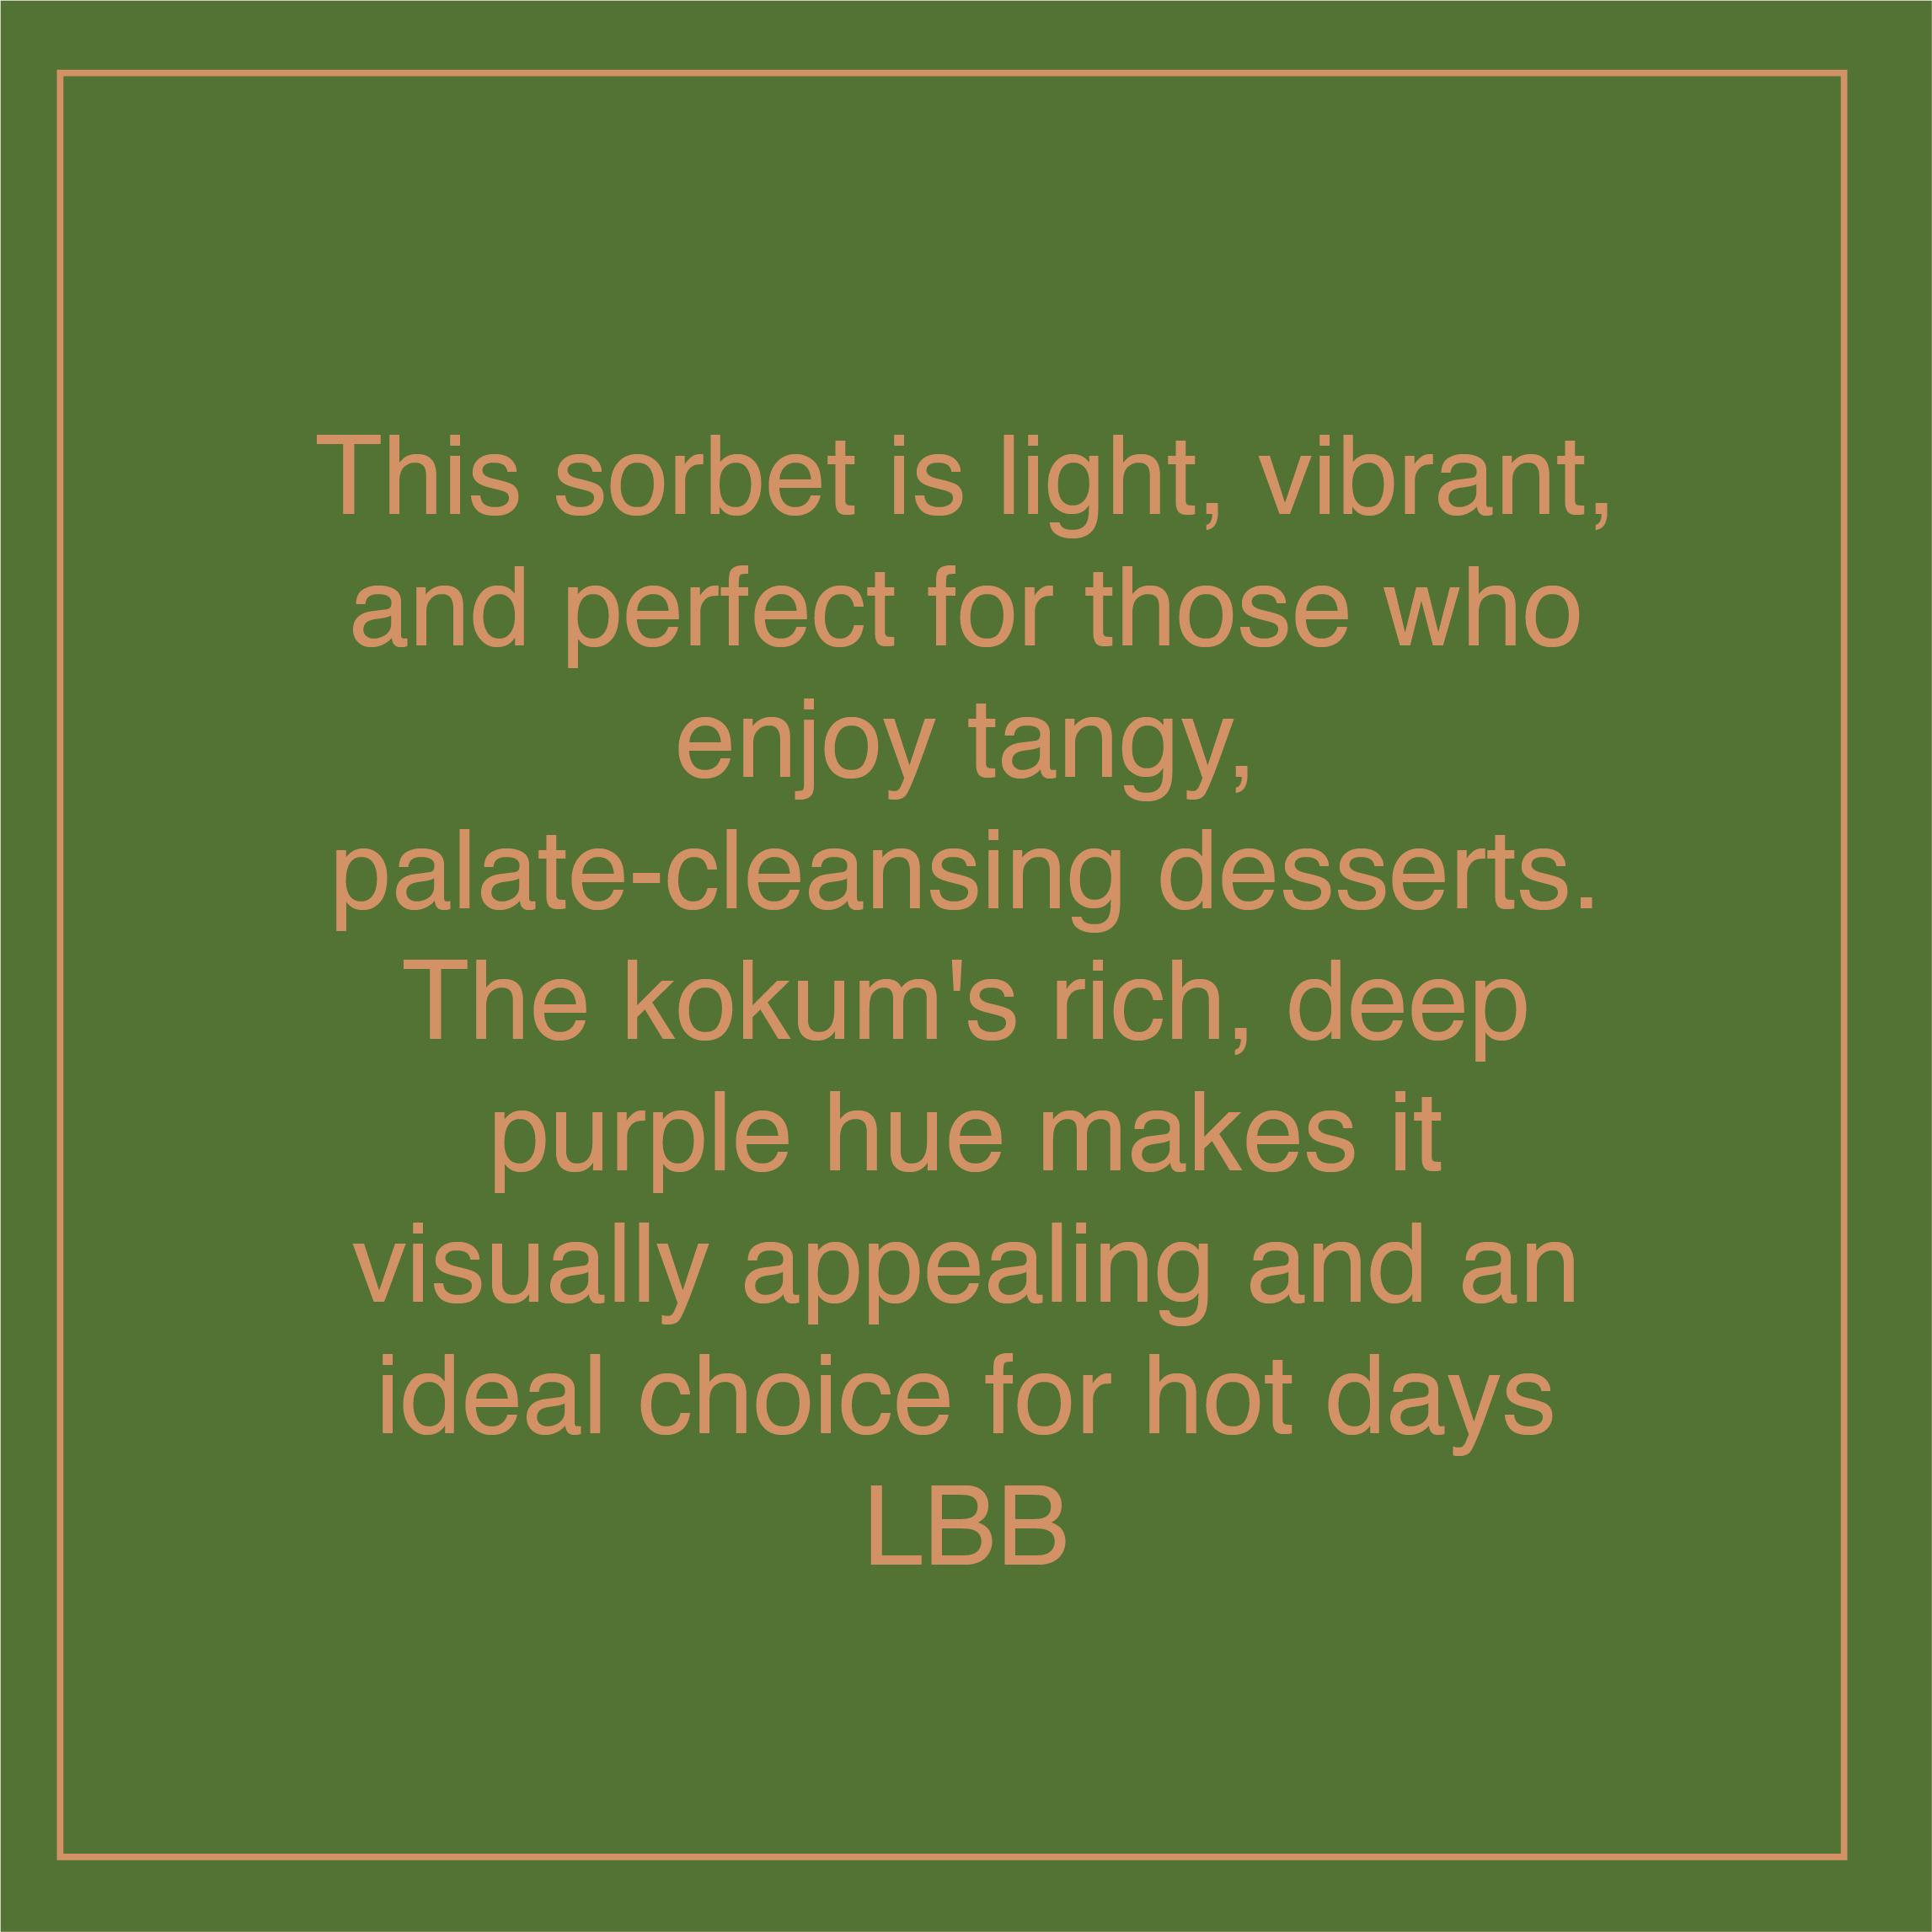 This sorbet is light, vibrant,
and perfect for those who
enjoy tangy,
palate-cleansing desserts.
The kokum's rich, deep
purple hue makes it
visually appealing and an
ideal choice for hot days
LBB